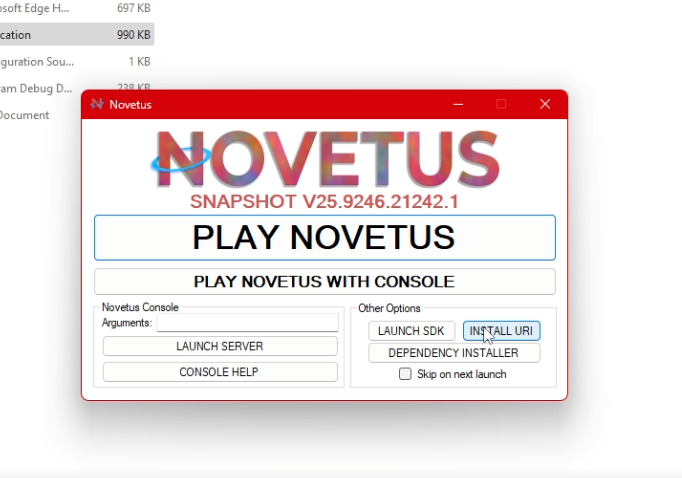 osoft Edge H... 697 KB
cation 990 KB
guration Sou... 1 KB
am Debug D... 238 KB
Document
Novetus
NOVETUS
SNAPSHOT V25.9246.21242.1
PLAY NOVETUS
PLAY NOVETUS WITH CONSOLE
Novetus Console
Arguments:
LAUNCH SERVER
CONSOLE HELP
Other Options
LAUNCH SDK INSTALL URI
DEPENDENCY INSTALLER
Skip on next launch